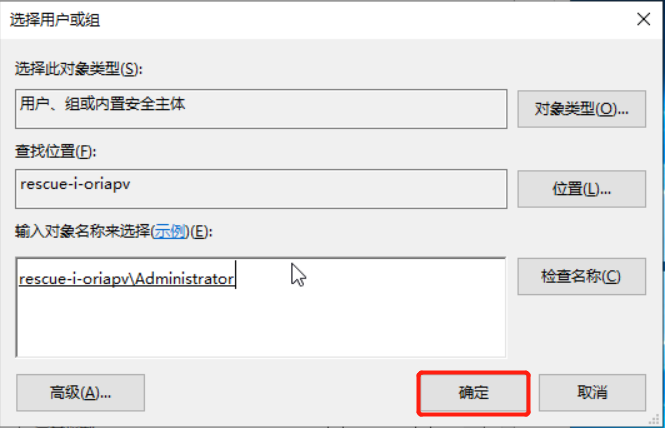 选择用户或组
选择此对象类型(S):
用户、组或内置安全主体
对象类型(O)...
查找位置(F):
rescue-i-oriapv
位置(L)...
输入对象名称来选择(示例)(E):
rescue-i-oriapv\Administrator
检查名称(C)
高级(A)...
确定
取消